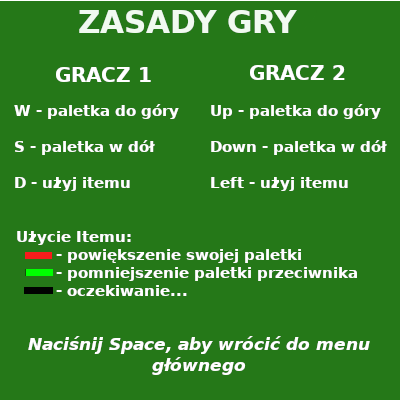 ZASADY GRY
GRACZ 1
W - paletka do góry
S - paletka w dół
D - użyj itemu
GRACZ 2
Up - paletka do góry
Down - paletka w dół
Left - użyj itemu
Użycie Itemu:
- powiększenie swojej paletki
- pomniejszenie paletki przeciwnika
- oczekiwanie...
Naciśnij Space, aby wrócić do menu
głównego